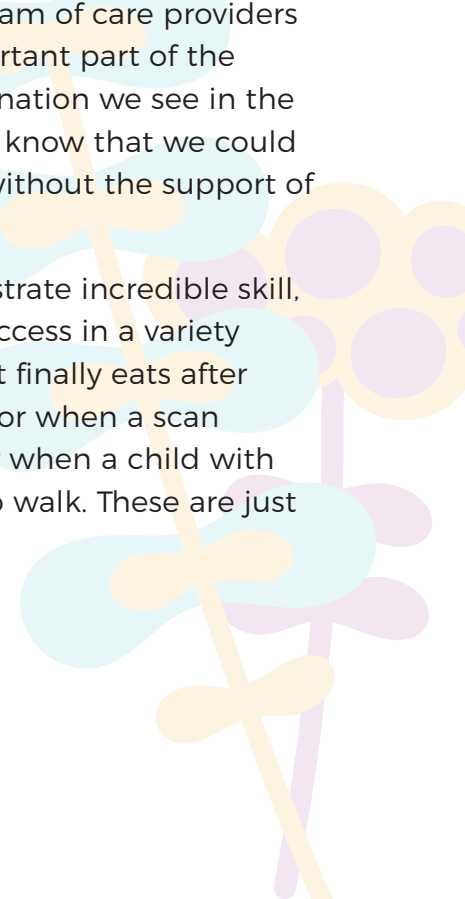 am of care providers
rtant part of the
nation we see in the
know that we could
vithout the support of
strate incredible skill,
ccess in a variety
t finally eats after
or when a scan
when a child with
o walk. These are just